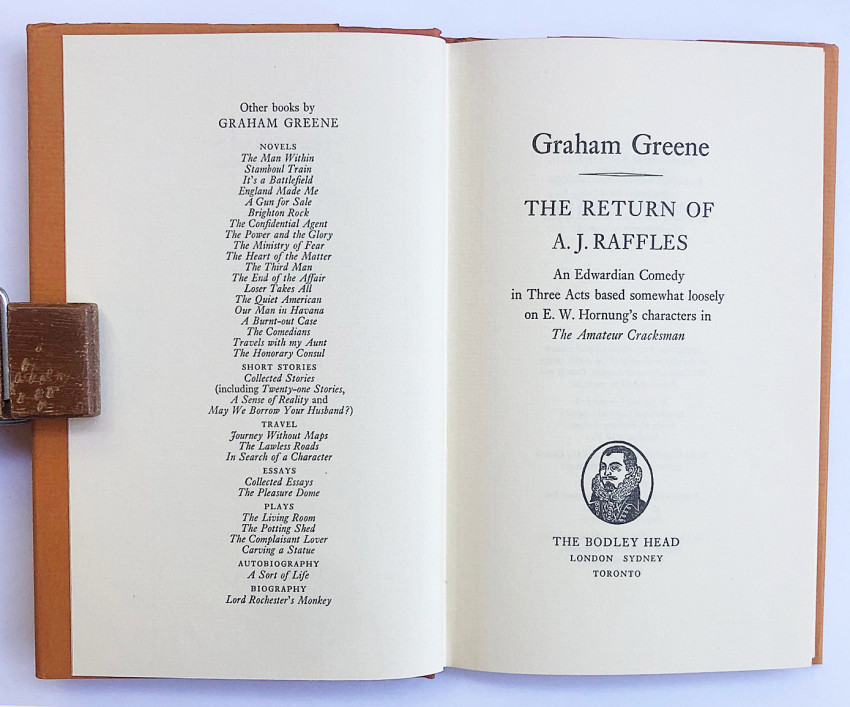 Other books by
GRAHAM GREENE
NOVELS
The Man Within
Stamboul Train
It's a Battlefield
England Made Me
A Gun for Sale
Brighton Rock
The Confidential Agent
The Power and the Glory
The Ministry of Fear
The Heart of the Matter
The Third Man
The End of the Affair
Loser Takes All
The Quiet American
Our Man in Havana
A Burnt-out Case
The Comedians
Travels with my Aunt
The Honorary Consul
SHORT STORIES
Collected Stories
(including Twenty-one Stories,
A Sense of Reality and
May We Borrow Your Husband?)
TRAVEL
Journey Without Maps
The Lawless Roads
In Search of a Character
ESSAYS
Collected Essays
The Pleasure Dome
PLAYS
The Living Room
The Potting Shed
The Complaisant Lover
Carving a Statue
AUTOBIOGRAPHY
A Sort of Life
BIOGRAPHY
Lord Rochester's Monkey
Graham Greene
THE RETURN OF
A. J. RAFFLES
An Edwardian Comedy
in Three Acts based somewhat loosely
on E. W. Hornung's characters in
The Amateur Cracksman
THE BODLEY HEAD
LONDON SYDNEY
TORONTO